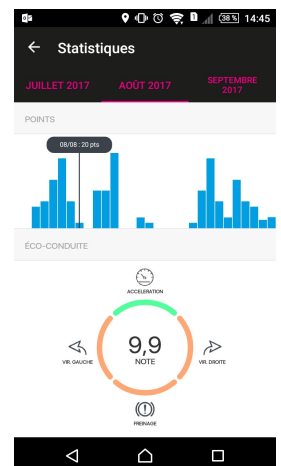 38 % 14:45
← Statistiques
JUILLET 2017 AOÛT 2017 SEPTEMBRE 2017
POINTS
08/08 : 20 pts
ÉCO-CONDUITE
ACCELERATION
9,9
NOTE
VIR. GAUCHE VIR. DROITE
FREINAGE